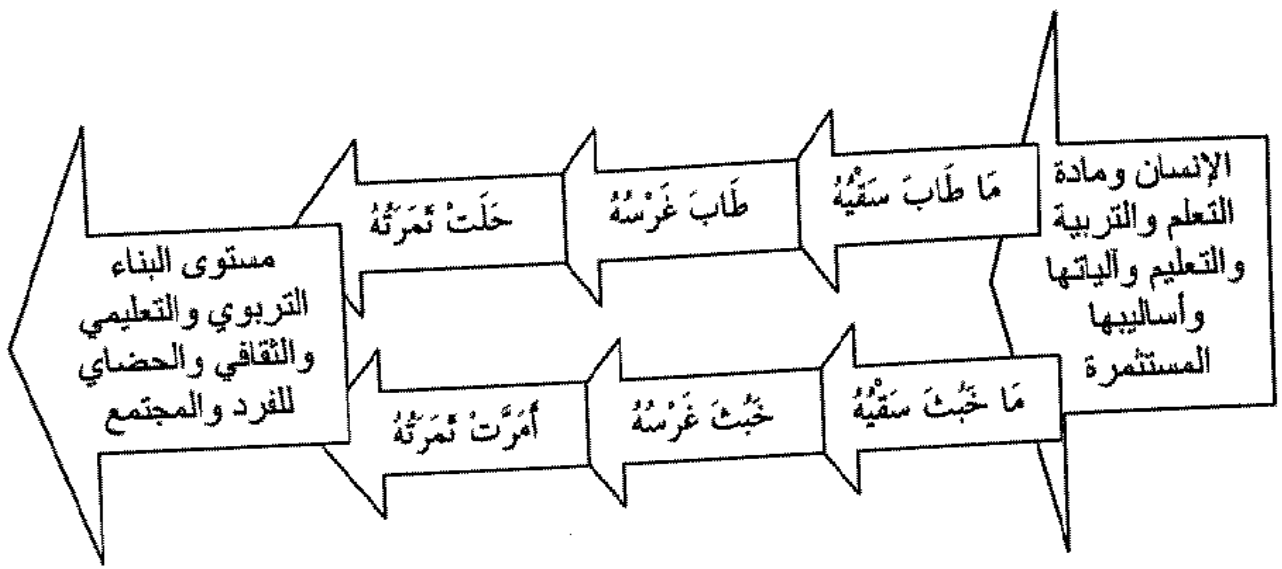 الإنسان ومادة
التعلم والتربية
والتعليم وآلياتها
وأساليبها
المستثمرة
مَا طَابَ سَقْيُهُ
طَابَ غَرْسُهُ
حَلَتْ ثَمَرَتُهُ
مَا خَبُثَ سَقْيُهُ
خَبُثَ غَرْسُهُ
أَمَرَّتْ ثَمَرَتُهُ
مستوى البناء
التربوي والتعليمي
والثقافي والحضاي
للفرد والمجتمع